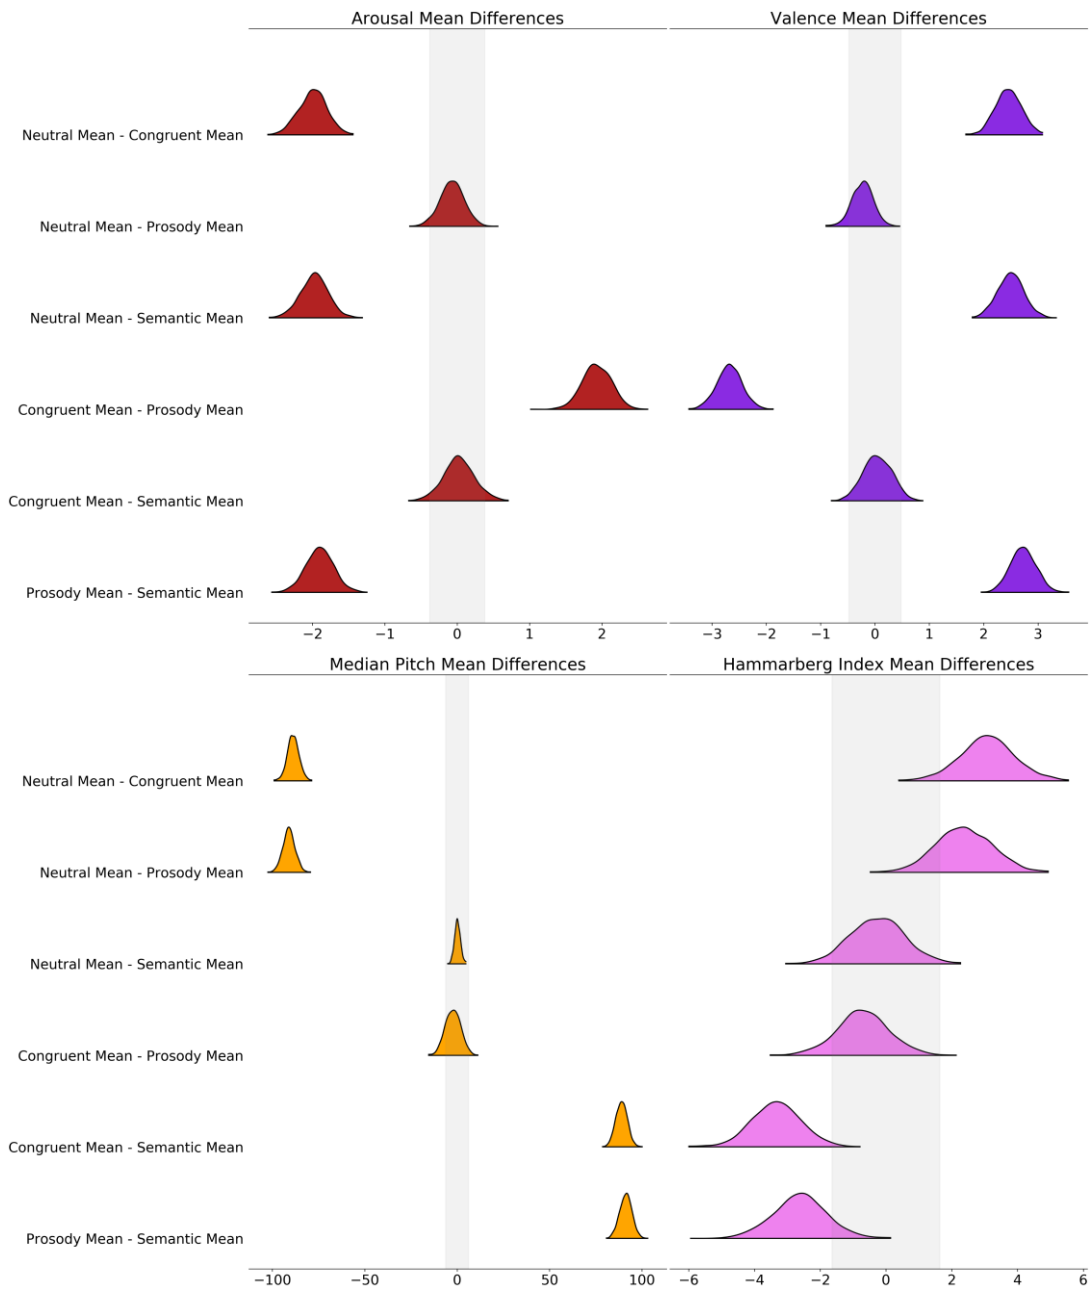 Arousal Mean Differences
Valence Mean Differences
Neutral Mean - Congruent Mean
Neutral Mean - Prosody Mean
Neutral Mean - Semantic Mean
Congruent Mean - Prosody Mean
Congruent Mean - Semantic Mean
Prosody Mean - Semantic Mean
−2 −1 0 1 2
−3 −2 −1 0 1 2 3
Median Pitch Mean Differences
Hammarberg Index Mean Differences
Neutral Mean - Congruent Mean
Neutral Mean - Prosody Mean
Neutral Mean - Semantic Mean
Congruent Mean - Prosody Mean
Congruent Mean - Semantic Mean
Prosody Mean - Semantic Mean
−100 −50 0 50 100
−6 −4 −2 0 2 4 6